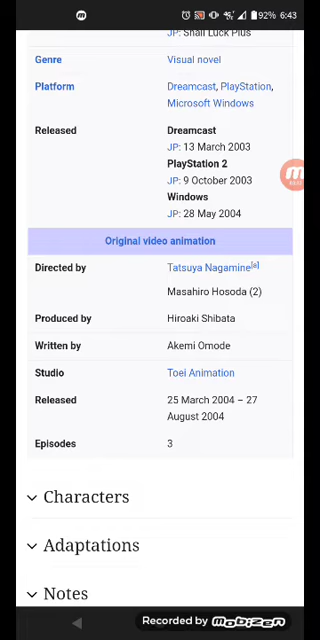 92% 6:43
JP: Snail Luck Plus
Genre Visual novel
Platform Dreamcast, PlayStation,
Microsoft Windows
Released Dreamcast
JP: 13 March 2003
PlayStation 2
JP: 9 October 2003
Windows
JP: 28 May 2004
Original video animation
Directed by Tatsuya Nagamine[6]
Masahiro Hosoda (2)
Produced by Hiroaki Shibata
Written by Akemi Omode
Studio Toei Animation
Released 25 March 2004 – 27
August 2004
Episodes 3
Characters
Adaptations
Notes
Recorded by mobizen